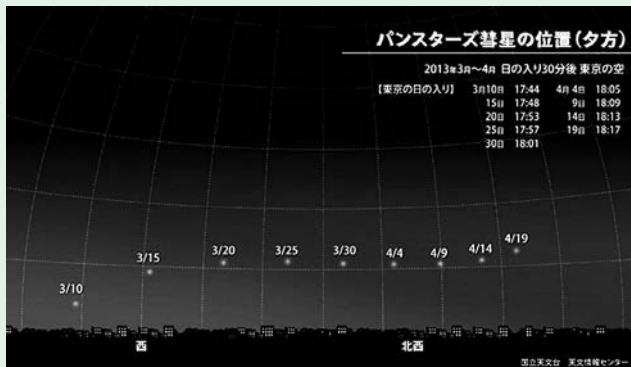 パンスターズ彗星の位置(夕方)
2013年3月〜4月 日の入り30分後 東京の空
【東京の日の入り】 3月10日 17:44 4月 4日 18:05
15日 17:48 9日 18:09
20日 17:53 14日 18:13
25日 17:57 19日 18:17
30日 18:01
3/10
3/15
3/20
3/25
3/30
4/4
4/9
4/14
4/19
西
北西
国立天文台 天文情報センター